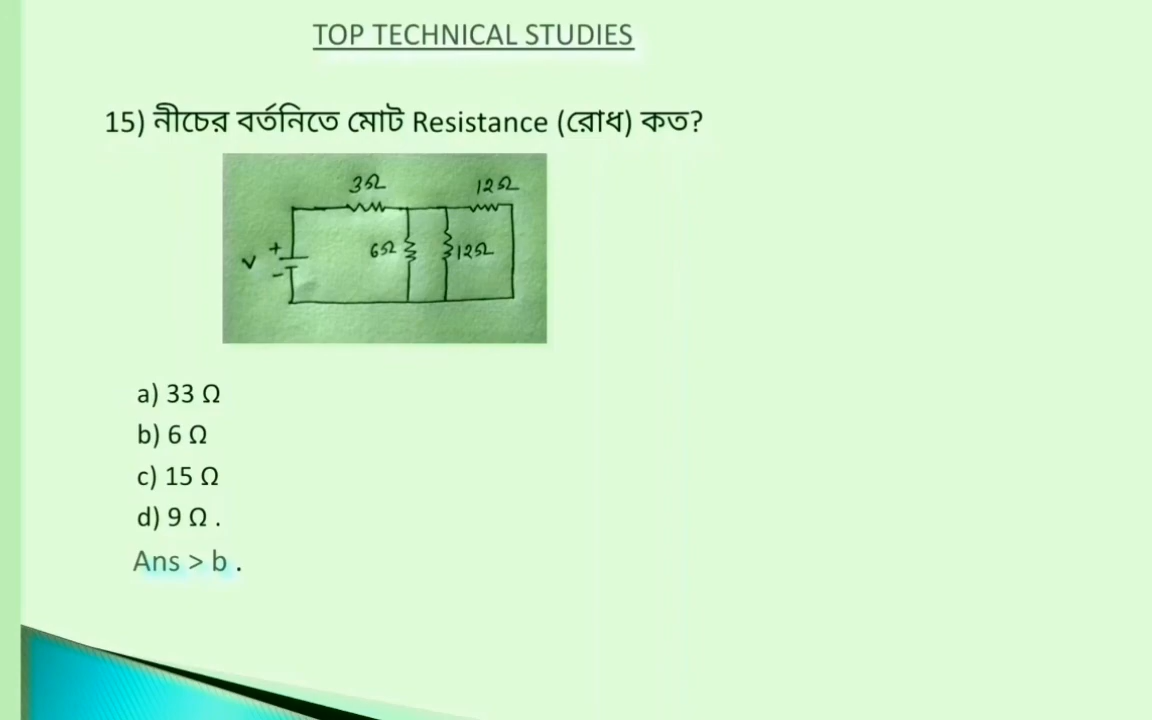 TOP TECHNICAL STUDIES
15) নীচের বর্তনিতে মোট Resistance (রোধ) কত?
3Ω 12Ω
V + - 6Ω 12Ω
a) 33 Ω
b) 6 Ω
c) 15 Ω
d) 9 Ω .
Ans > b .